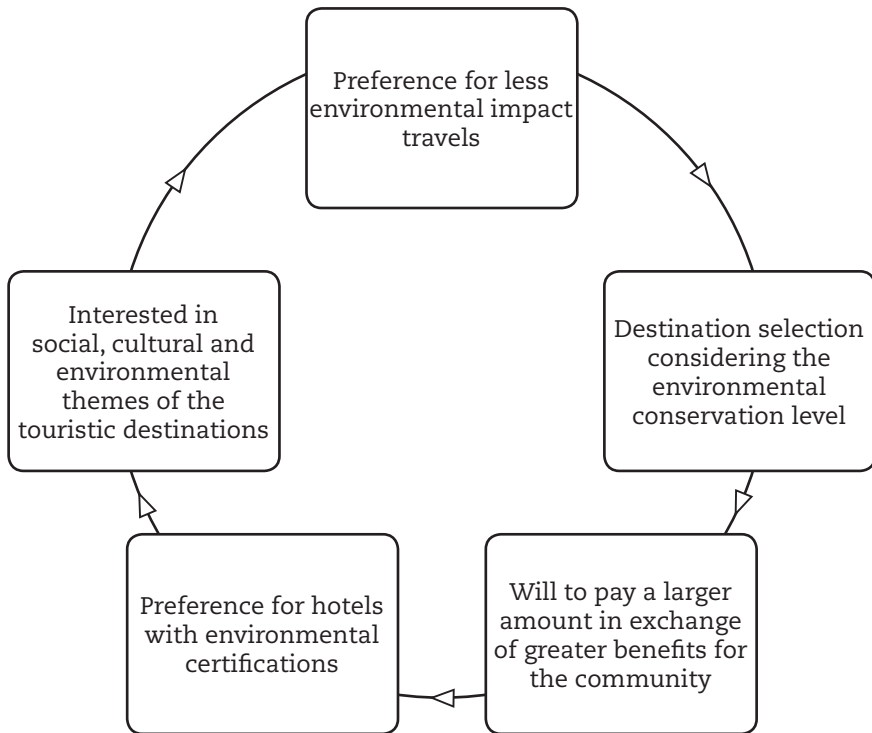 Preference for less
environmental impact
travels
Destination selection
considering the
environmental
conservation level
Will to pay a larger
amount in exchange
of greater benefits for
the community
Preference for hotels
with environmental
certifications
Interested in
social, cultural and
environmental
themes of the
touristic destinations